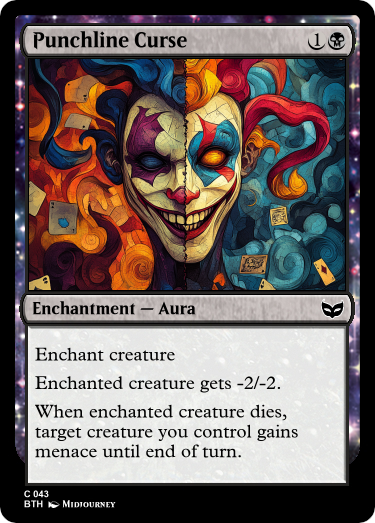 Punchline Curse 1
Enchantment — Aura
Enchant creature
Enchanted creature gets -2/-2.
When enchanted creature dies,
target creature you control gains
menace until end of turn.
C 043
BTH Midjourney